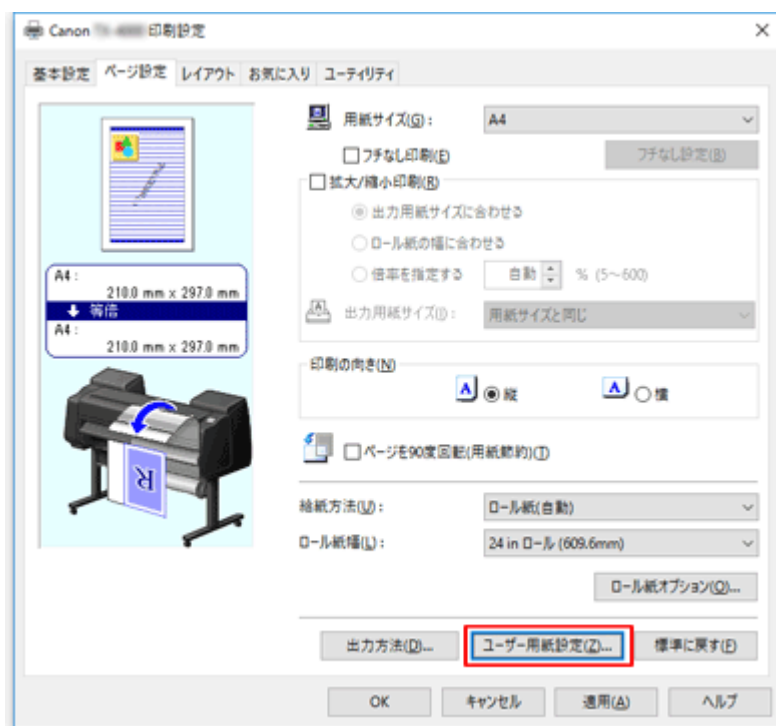 Canon 印刷設定
基本設定 ページ設定 レイアウト お気に入り ユーティリティ
用紙サイズ(G): A4
フチなし印刷(E) フチなし設定(B)
拡大/縮小印刷(R)
出力用紙サイズに合わせる
ロール紙の幅に合わせる
倍率を指定する 自動 % (5～600)
出力用紙サイズ(I): 用紙サイズと同じ
A4 :
210.0 mm x 297.0 mm
等倍
A4 :
210.0 mm x 297.0 mm
印刷の向き(N)
A 縦 A 横
ページを90度回転(用紙節約)(T)
R
給紙方法(U): ロール紙(自動)
ロール紙幅(L): 24 in ロール (609.6mm)
ロール紙オプション(O)...
出力方法(D)... ユーザー用紙設定(Z)... 標準に戻す(F)
OK キャンセル 適用(A) ヘルプ